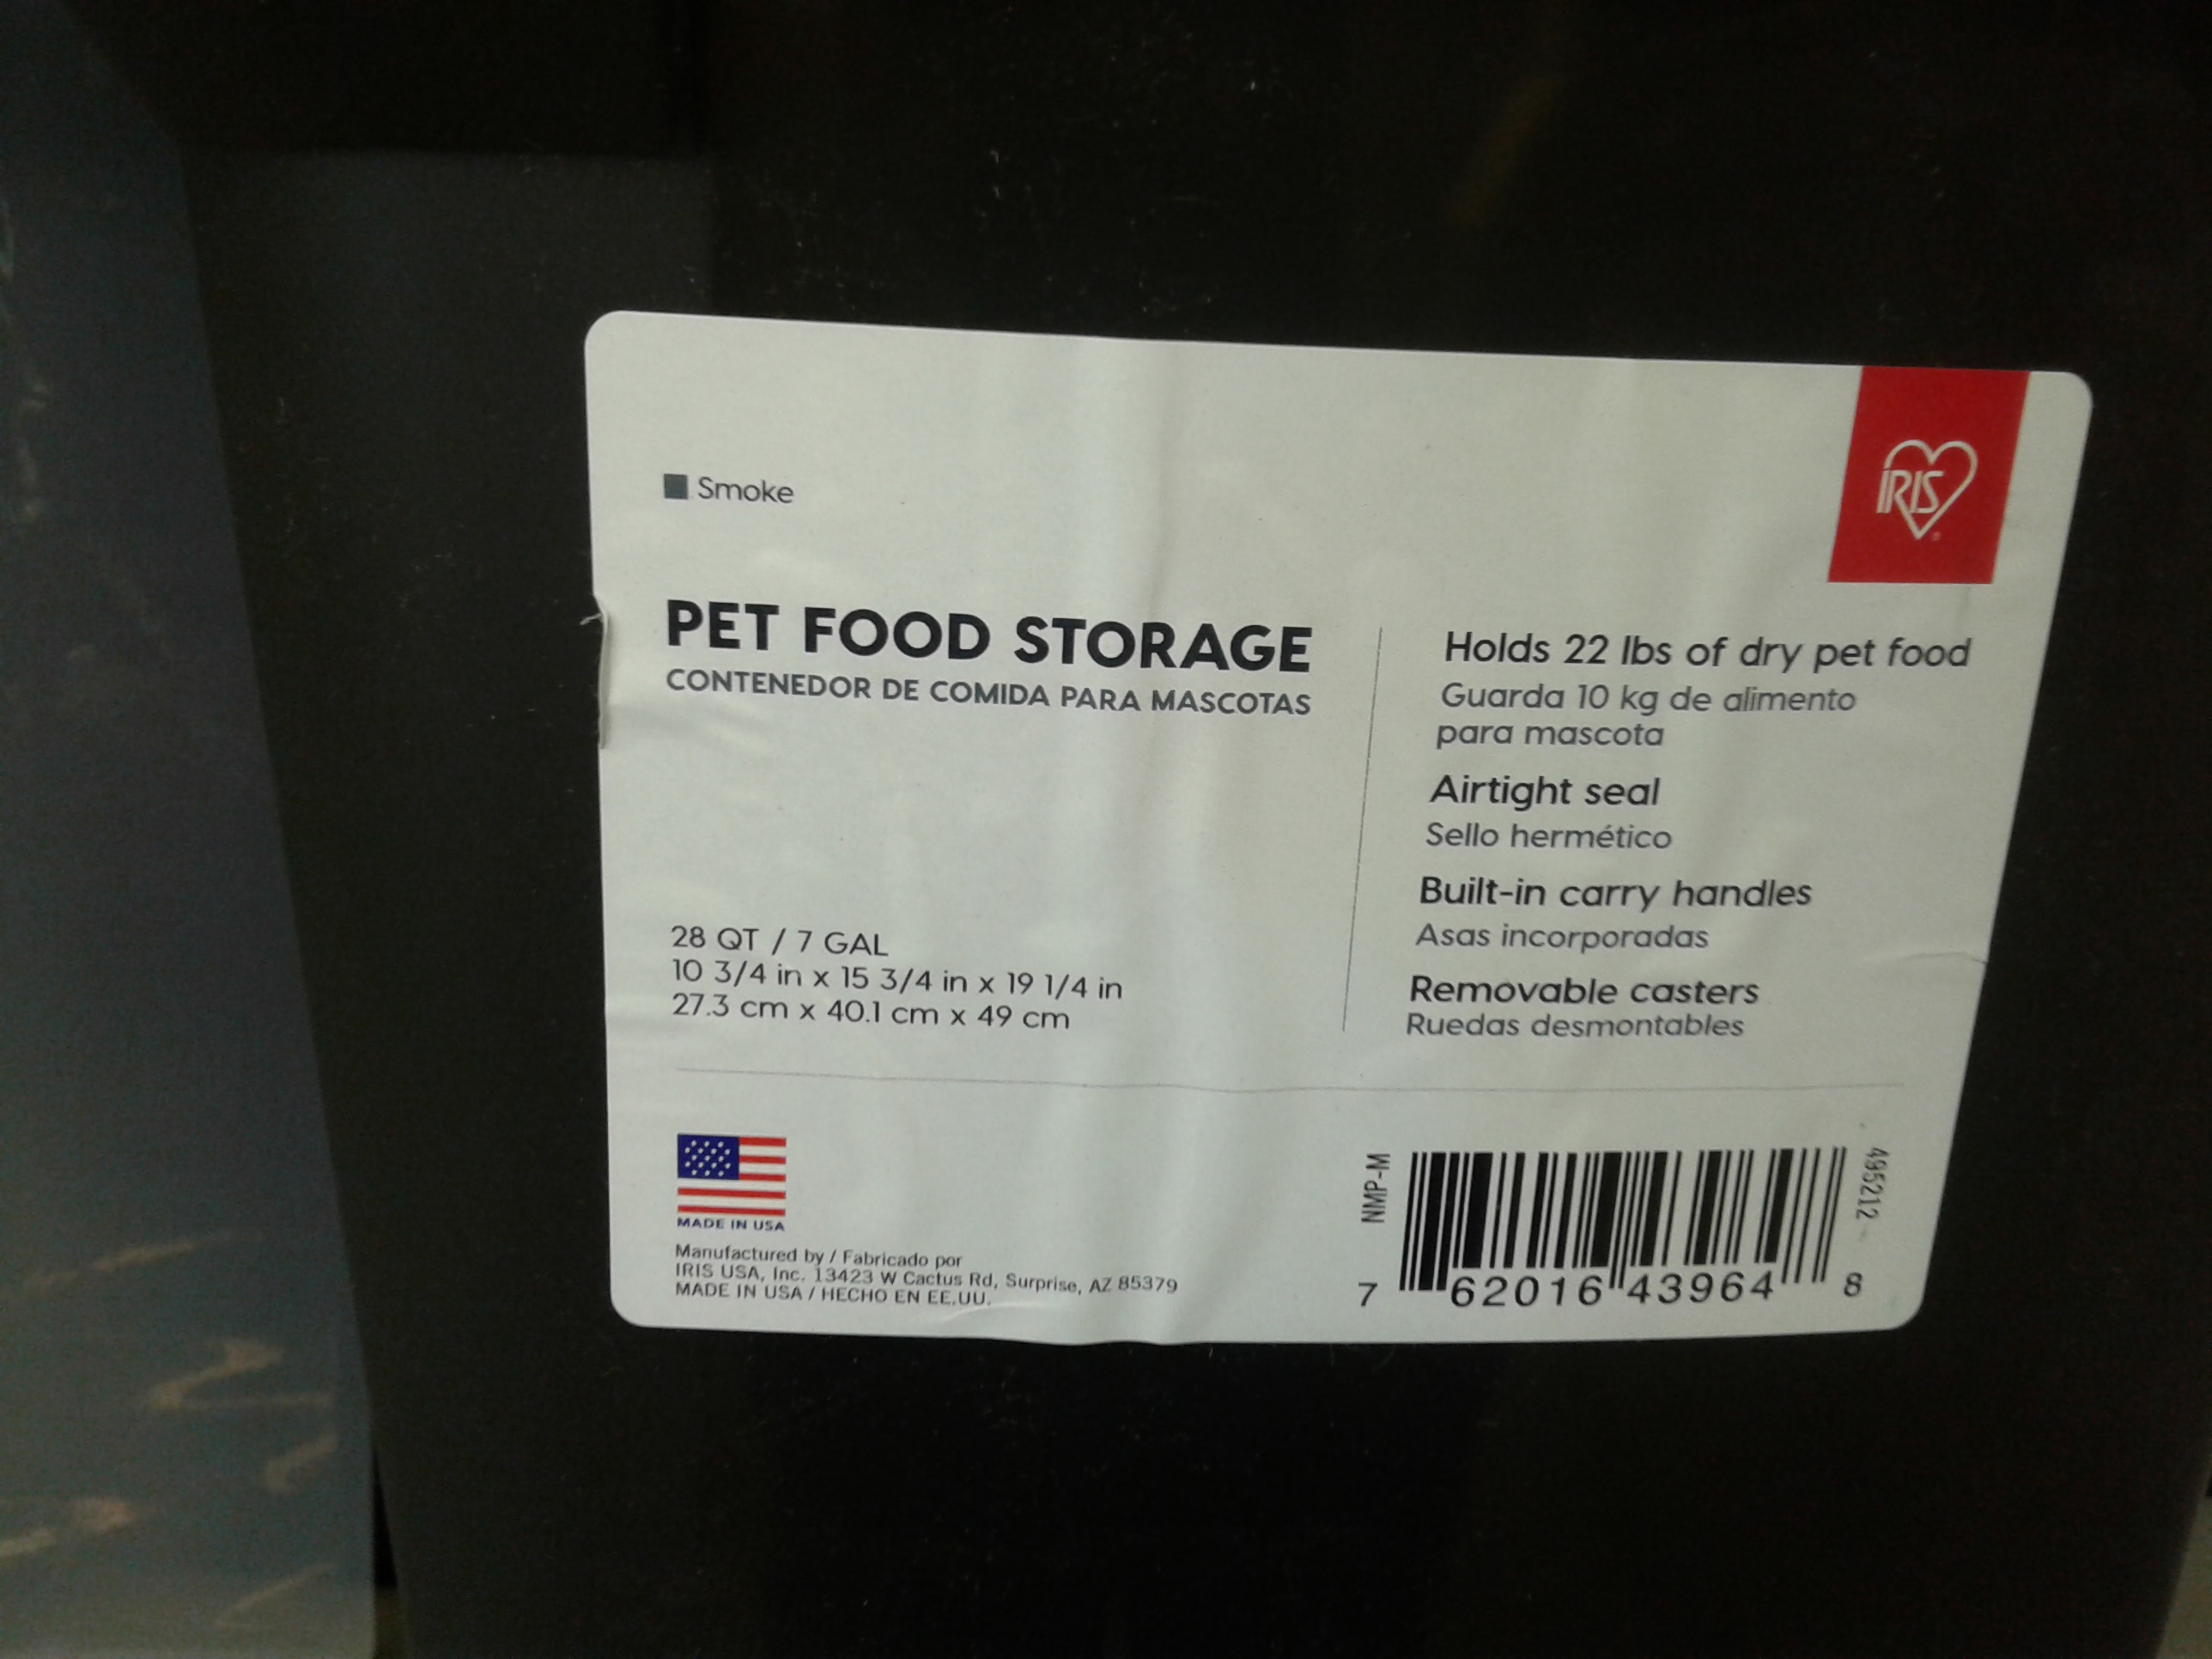 Smoke
IRIS
PET FOOD STORAGE
CONTENEDOR DE COMIDA PARA MASCOTAS
28 QT / 7 GAL
10 3/4 in x 15 3/4 in x 19 1/4 in
27.3 cm x 40.1 cm x 49 cm
Holds 22 lbs of dry pet food
Guarda 10 kg de alimento
para mascota
Airtight seal
Sello hermético
Built-in carry handles
Asas incorporadas
Removable casters
Ruedas desmontables
MADE IN USA
Manufactured by / Fabricado por
IRIS USA, Inc. 13423 W Cactus Rd, Surprise, AZ 85379
MADE IN USA / HECHO EN EE.UU.
NMP-M
7 62016 43964 8
495212